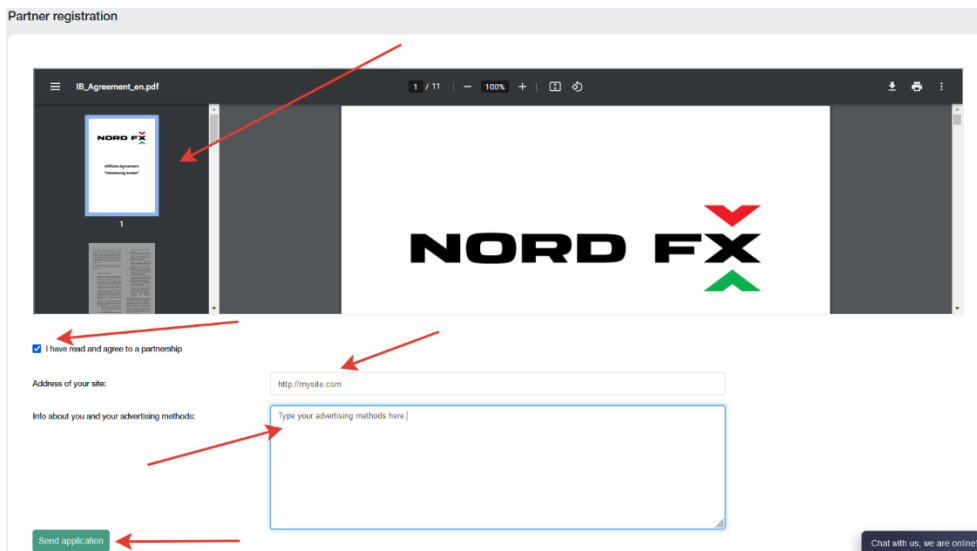 Partner registration
IB_Agreement_en.pdf
1 / 11
100%
NORD FX
Affiliate Agreement
"Introducing broker"
1
NORD FX
I have read and agree to a partnership
Address of your site:
http://mysite.com
Info about you and your advertising methods:
Type your advertising methods here.
Send application
Chat with us, we are online